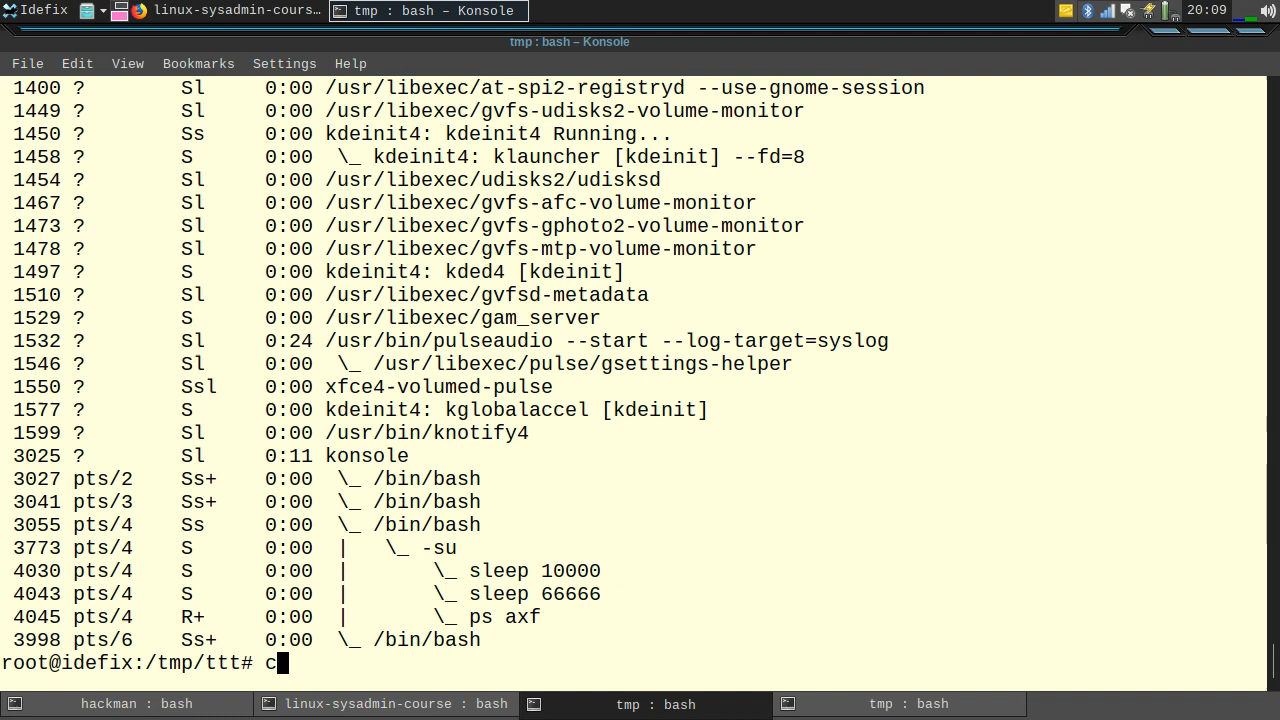 Idefix linux-sysadmin-cours… tmp : bash – Konsole 20:09
tmp : bash – Konsole
File Edit View Bookmarks Settings Help
1400 ? Sl 0:00 /usr/libexec/at-spi2-registryd --use-gnome-session
1449 ? Sl 0:00 /usr/libexec/gvfs-udisks2-volume-monitor
1450 ? Ss 0:00 kdeinit4: kdeinit4 Running...
1458 ? S 0:00 \_ kdeinit4: klauncher [kdeinit] --fd=8
1454 ? Sl 0:00 /usr/libexec/udisks2/udisksd
1467 ? Sl 0:00 /usr/libexec/gvfs-afc-volume-monitor
1473 ? Sl 0:00 /usr/libexec/gvfs-gphoto2-volume-monitor
1478 ? Sl 0:00 /usr/libexec/gvfs-mtp-volume-monitor
1497 ? S 0:00 kdeinit4: kded4 [kdeinit]
1510 ? Sl 0:00 /usr/libexec/gvfsd-metadata
1529 ? S 0:00 /usr/libexec/gam_server
1532 ? Sl 0:24 /usr/bin/pulseaudio --start --log-target=syslog
1546 ? Sl 0:00 \_ /usr/libexec/pulse/gsettings-helper
1550 ? Ssl 0:00 xfce4-volumed-pulse
1577 ? S 0:00 kdeinit4: kglobalaccel [kdeinit]
1599 ? Sl 0:00 /usr/bin/knotify4
3025 ? Sl 0:11 konsole
3027 pts/2 Ss+ 0:00 \_ /bin/bash
3041 pts/3 Ss+ 0:00 \_ /bin/bash
3055 pts/4 Ss 0:00 \_ /bin/bash
3773 pts/4 S 0:00 | \_ -su
4030 pts/4 S 0:00 | \_ sleep 10000
4043 pts/4 S 0:00 | \_ sleep 66666
4045 pts/4 R+ 0:00 | \_ ps axf
3998 pts/6 Ss+ 0:00 \_ /bin/bash
root@idefix:/tmp/ttt# c
hackman : bash linux-sysadmin-course : bash tmp : bash tmp : bash